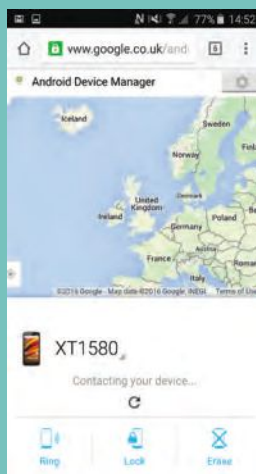 77% 14:52
www.google.co.uk/and 6
Android Device Manager
Iceland
Sweden
Norway
Finl
United Kingdom
Denmark
Ireland
Poland
Be
Germany
France
Austria
Roman
Italy
©2016 Google - Map data ©2016 Google, INEGI Terms of Use
XT1580
Contacting your device...
Ring Lock Erase